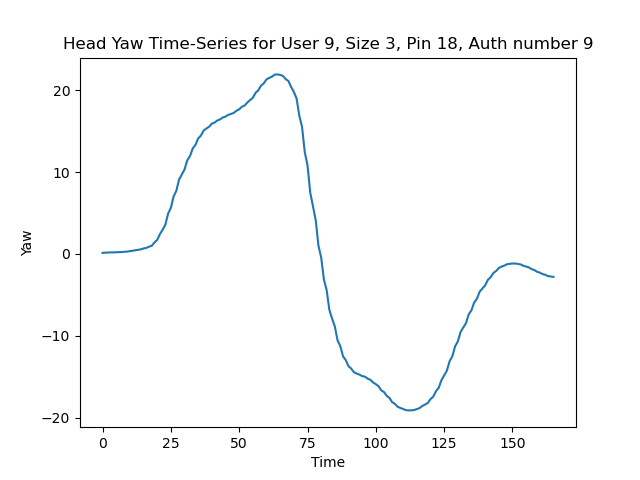 Head Yaw Time-Series for User 9, Size 3, Pin 18, Auth number 9
20
10
0
−10
−20
Yaw
0 25 50 75 100 125 150
Time